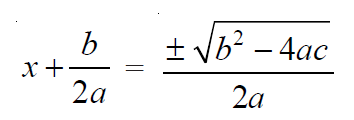 x + b/2a = ± √(b² − 4ac) / 2a